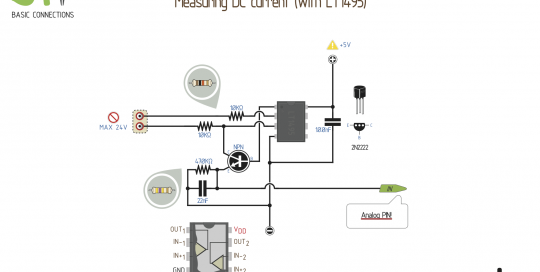 BASIC CONNECTIONS
Measuring DC current (with LT1495)
+5V
10KΩ
MAX 24V
10KΩ
100nF
NPN
2N2222
470KΩ
22nF
IN
Analog PIN!
OUT1
VDD
IN-1
OUT2
IN+1
IN-2
GND
IN+2